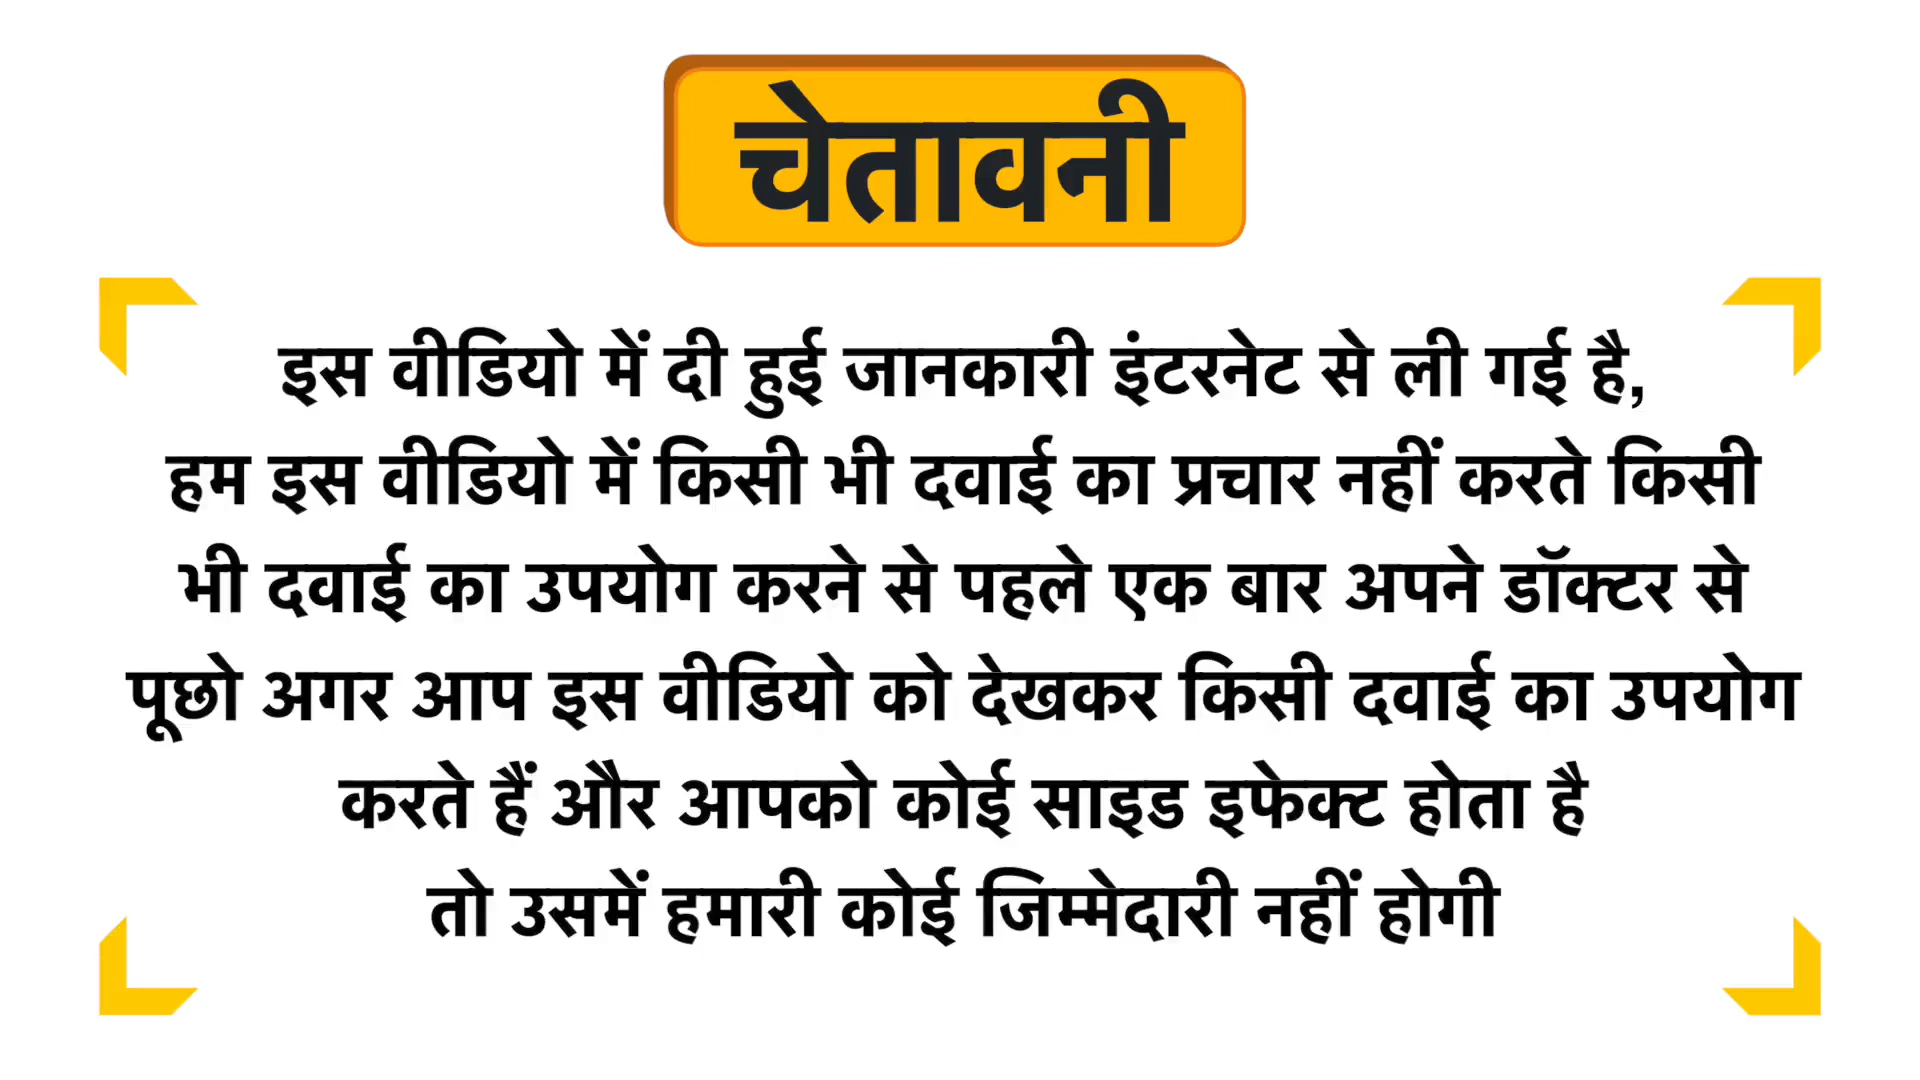 चेतावनी
इस वीडियो में दी हुई जानकारी इंटरनेट से ली गई है,
हम इस वीडियो में किसी भी दवाई का प्रचार नहीं करते किसी
भी दवाई का उपयोग करने से पहले एक बार अपने डॉक्टर से
पूछो अगर आप इस वीडियो को देखकर किसी दवाई का उपयोग
करते हैं और आपको कोई साइड इफेक्ट होता है
तो उसमें हमारी कोई जिम्मेदारी नहीं होगी